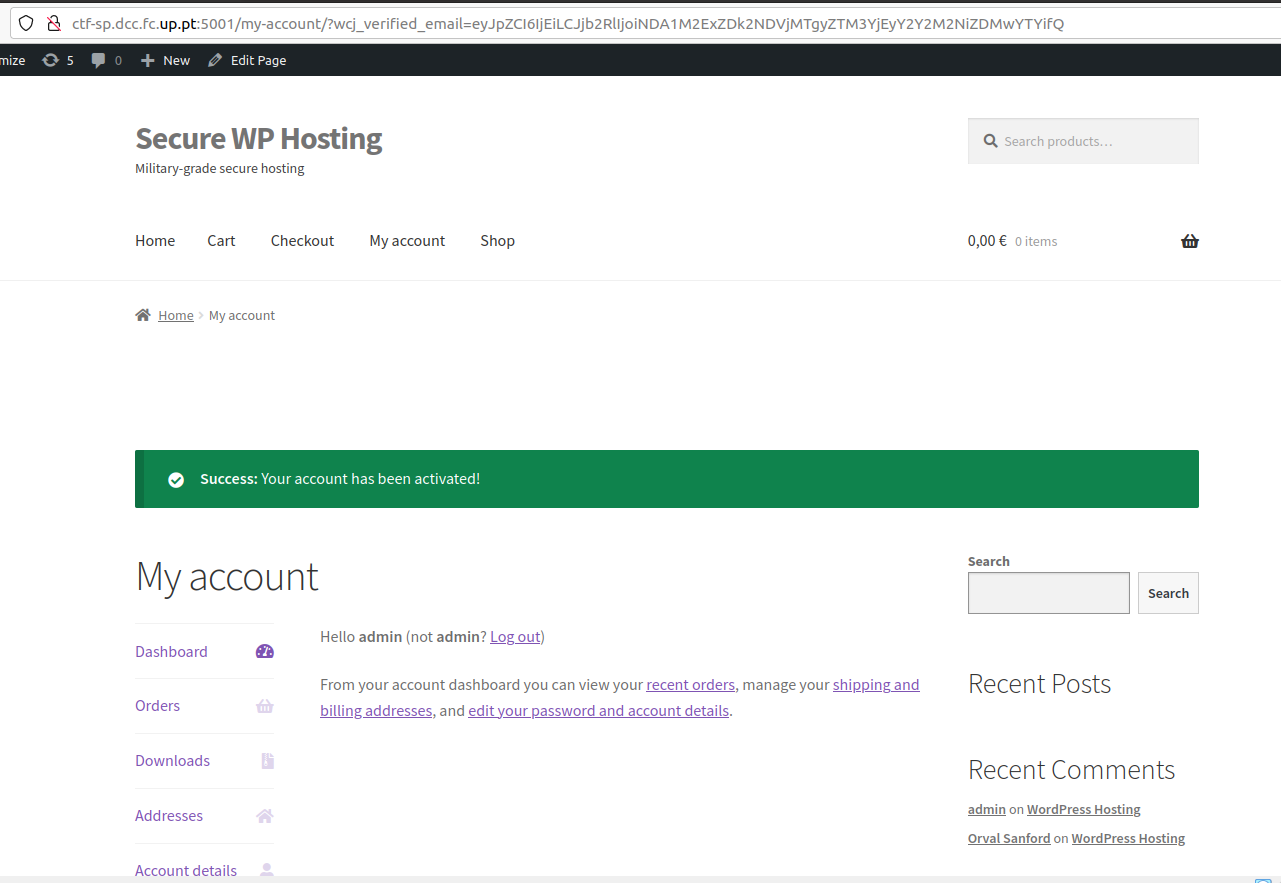 ctf-sp.dcc.fc.up.pt:5001/my-account/?wcj_verified_email=eyJpZCI6IjEiLCJjb2RlIjoiNDA1M2ExZDk2NDVjMTgyZTM3YjEyY2Y2M2NiZDMwYTYifQ
mize 5 0 New Edit Page
Secure WP Hosting
Military-grade secure hosting
Search products…
Home Cart Checkout My account Shop
0,00 € 0 items
Home › My account
Success: Your account has been activated!
My account
Dashboard
Orders
Downloads
Addresses
Account details
Hello admin (not admin? Log out)
From your account dashboard you can view your recent orders, manage your shipping and
billing addresses, and edit your password and account details.
Search
Search
Recent Posts
Recent Comments
admin on WordPress Hosting
Orval Sanford on WordPress Hosting